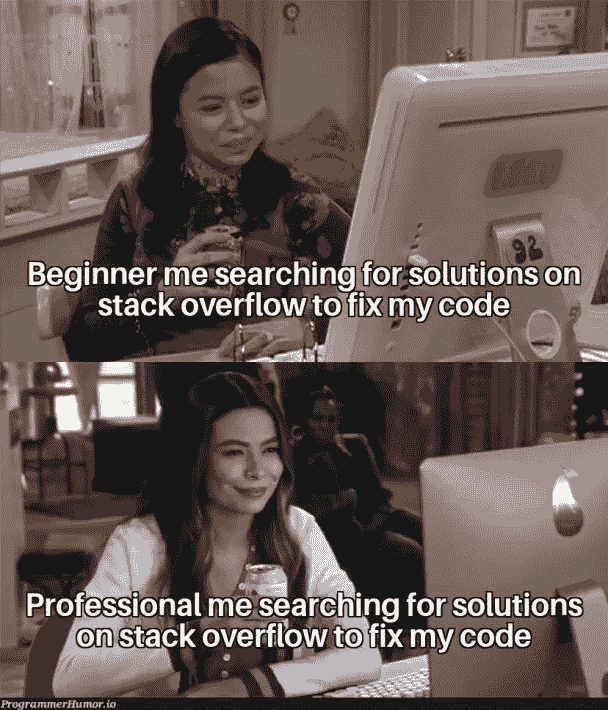 92
Beginner me searching for solutions on
stack overflow to fix my code
Professional me searching for solutions
on stack overflow to fix my code
ProgrammerHumor.io